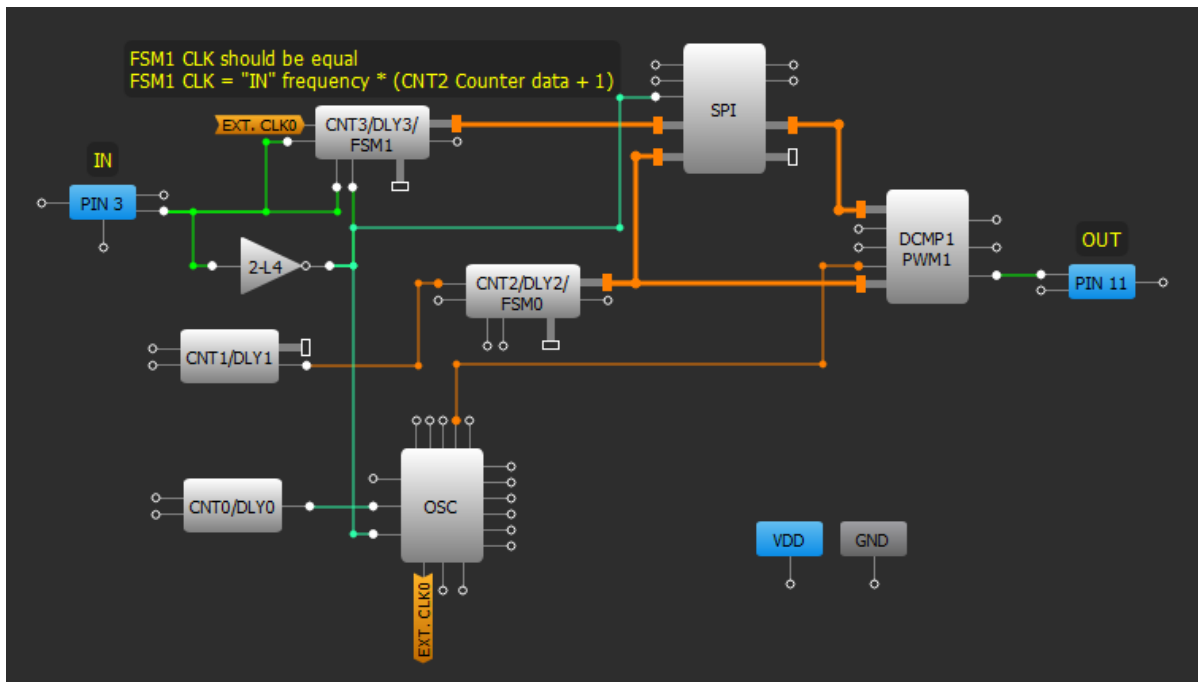 FSM1 CLK should be equal
FSM1 CLK = "IN" frequency * (CNT2 Counter data + 1)
SPI
EXT. CLK0
CNT3/DLY3/
FSM1
IN
PIN 3
2-L4
DCMP1
PWM1
OUT
PIN 11
CNT2/DLY2/
FSM0
CNT1/DLY1
CNT0/DLY0
OSC
VDD
GND
EXT. CLK0